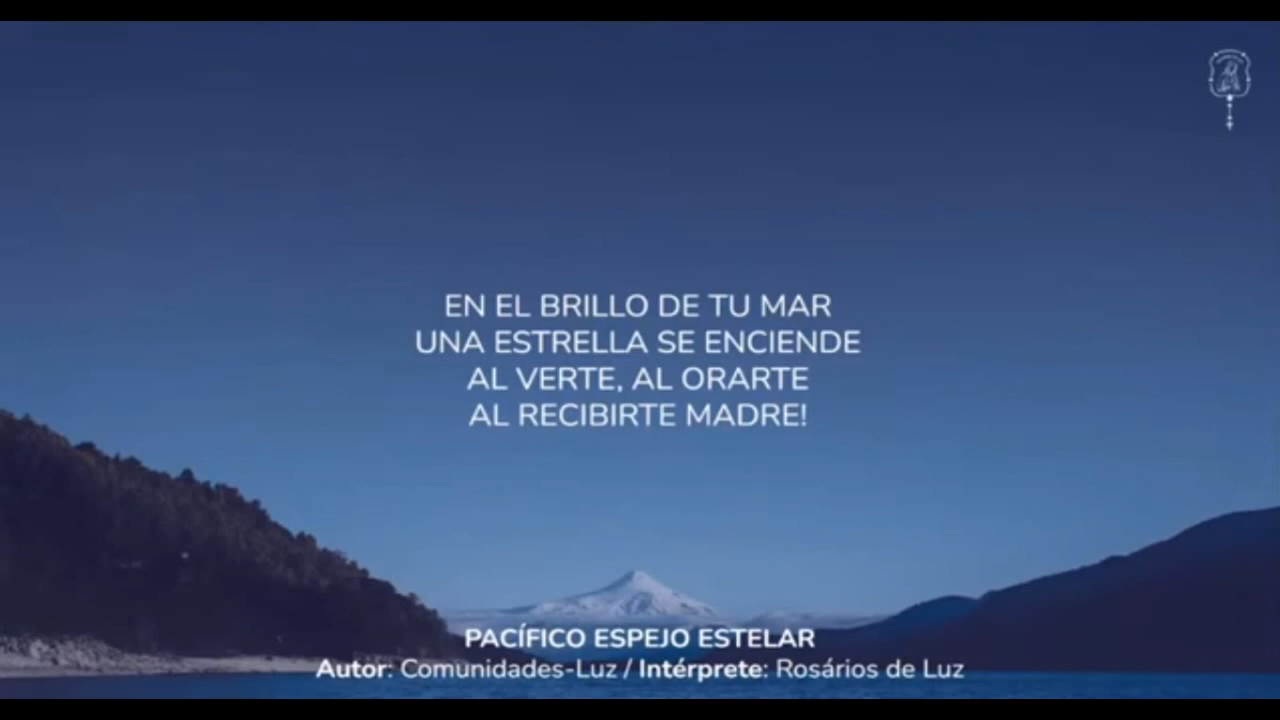 EN EL BRILLO DE TU MAR
UNA ESTRELLA SE ENCIENDE
AL VERTE, AL ORARTE
AL RECIBIRTE MADRE!
PACÍFICO ESPEJO ESTELAR
Autor: Comunidades-Luz / Intérprete: Rosários de Luz